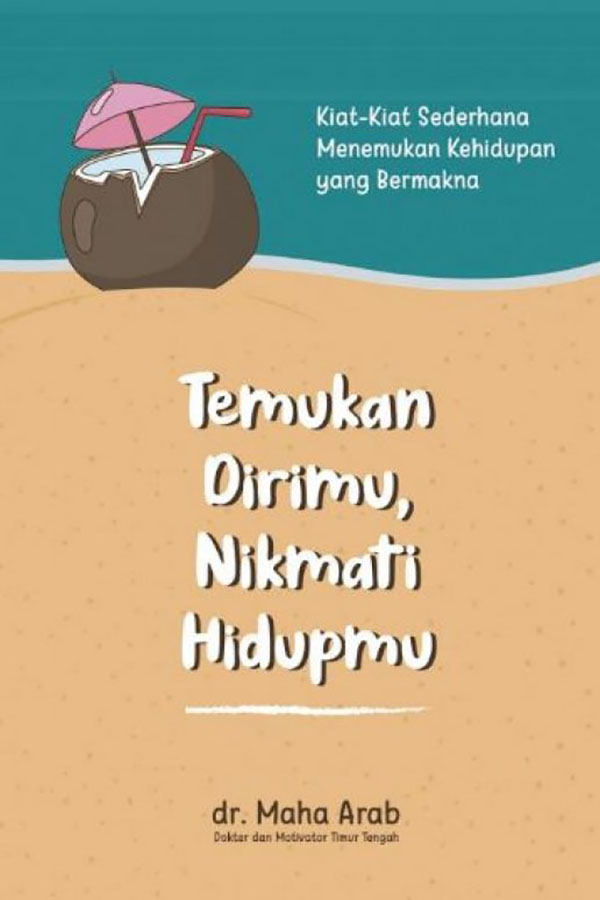 Kiat-Kiat Sederhana
Menemukan Kehidupan
yang Bermakna
Temukan
Dirimu,
Nikmati
Hidupmu
dr. Maha Arab
Dokter dan Motivator Timur Tengah